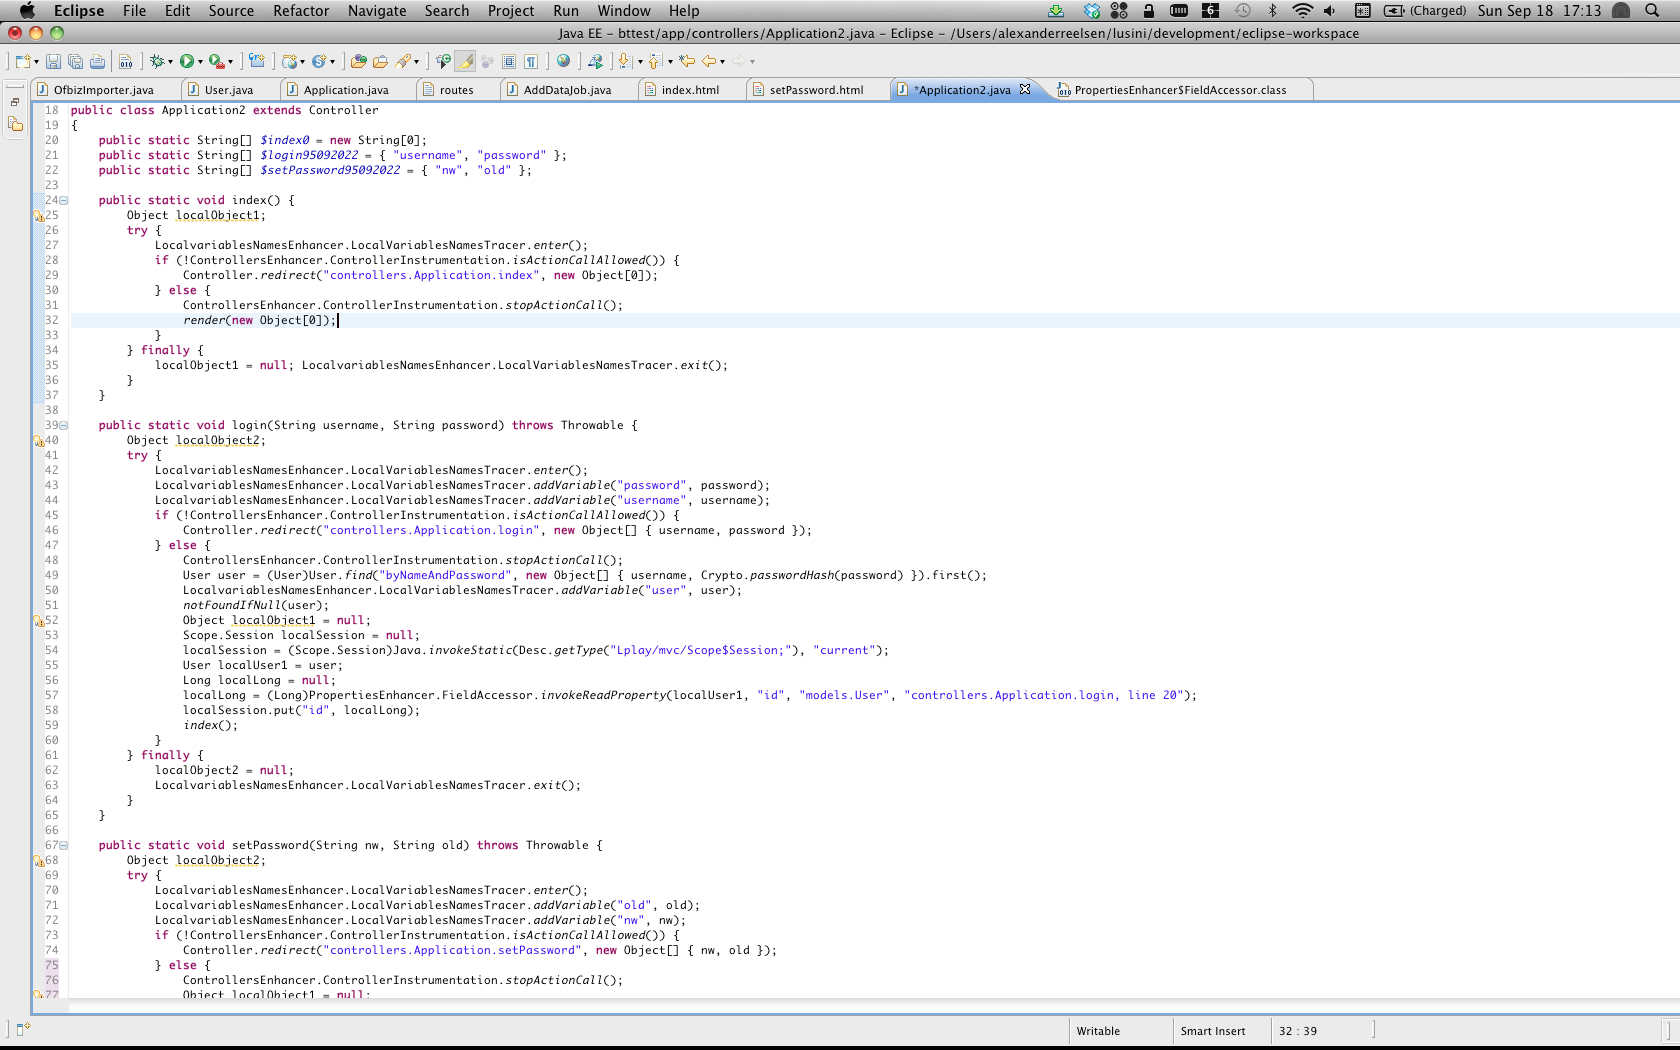 Eclipse File Edit Source Refactor Navigate Search Project Run Window Help (Charged) Sun Sep 18 17:13
Java EE – bttest/app/controllers/Application2.java – Eclipse – /Users/alexanderreelsen/lusini/development/eclipse-workspace
OfbizImporter.java User.java Application.java routes AddDataJob.java index.html setPassword.html *Application2.java PropertiesEnhancer$FieldAccessor.class
18 public class Application2 extends Controller
19 {
20 public static String[] $index0 = new String[0];
21 public static String[] $login95092022 = { "username", "password" };
22 public static String[] $setPassword95092022 = { "nw", "old" };
23
24 public static void index() {
25 Object localObject1;
26 try {
27 LocalvariablesNamesEnhancer.LocalVariablesNamesTracer.enter();
28 if (!ControllersEnhancer.ControllerInstrumentation.isActionCallAllowed()) {
29 Controller.redirect("controllers.Application.index", new Object[0]);
30 } else {
31 ControllersEnhancer.ControllerInstrumentation.stopActionCall();
32 render(new Object[0]);
33 }
34 } finally {
35 localObject1 = null; LocalvariablesNamesEnhancer.LocalVariablesNamesTracer.exit();
36 }
37 }
38
39 public static void login(String username, String password) throws Throwable {
40 Object localObject2;
41 try {
42 LocalvariablesNamesEnhancer.LocalVariablesNamesTracer.enter();
43 LocalvariablesNamesEnhancer.LocalVariablesNamesTracer.addVariable("password", password);
44 LocalvariablesNamesEnhancer.LocalVariablesNamesTracer.addVariable("username", username);
45 if (!ControllersEnhancer.ControllerInstrumentation.isActionCallAllowed()) {
46 Controller.redirect("controllers.Application.login", new Object[] { username, password });
47 } else {
48 ControllersEnhancer.ControllerInstrumentation.stopActionCall();
49 User user = (User)User.find("byNameAndPassword", new Object[] { username, Crypto.passwordHash(password) }).first();
50 LocalvariablesNamesEnhancer.LocalVariablesNamesTracer.addVariable("user", user);
51 notFoundIfNull(user);
52 Object localObject1 = null;
53 Scope.Session localSession = null;
54 localSession = (Scope.Session)Java.invokeStatic(Desc.getType("Lplay/mvc/Scope$Session;"), "current");
55 User localUser1 = user;
56 Long localLong = null;
57 localLong = (Long)PropertiesEnhancer.FieldAccessor.invokeReadProperty(localUser1, "id", "models.User", "controllers.Application.login, line 20");
58 localSession.put("id", localLong);
59 index();
60 }
61 } finally {
62 localObject2 = null;
63 LocalvariablesNamesEnhancer.LocalVariablesNamesTracer.exit();
64 }
65 }
66
67 public static void setPassword(String nw, String old) throws Throwable {
68 Object localObject2;
69 try {
70 LocalvariablesNamesEnhancer.LocalVariablesNamesTracer.enter();
71 LocalvariablesNamesEnhancer.LocalVariablesNamesTracer.addVariable("old", old);
72 LocalvariablesNamesEnhancer.LocalVariablesNamesTracer.addVariable("nw", nw);
73 if (!ControllersEnhancer.ControllerInstrumentation.isActionCallAllowed()) {
74 Controller.redirect("controllers.Application.setPassword", new Object[] { nw, old });
75 } else {
76 ControllersEnhancer.ControllerInstrumentation.stopActionCall();
77 Object localObject1 = null;
Writable Smart Insert 32 : 39